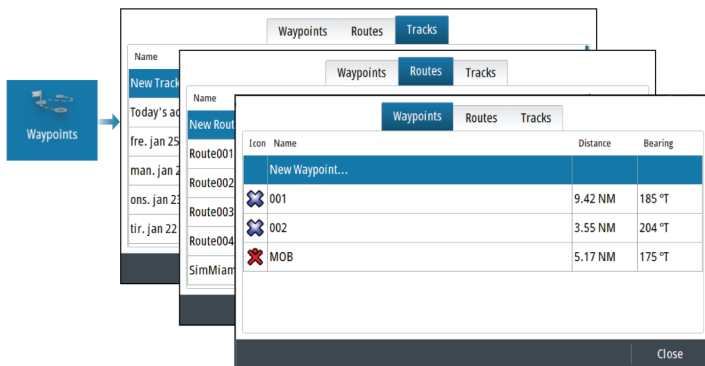 Waypoints
Waypoints Routes Tracks
Name
New Track
Today's
fre. jan 25
man. jan 2
ons. jan 23
tir. jan 22
Waypoints Routes Tracks
Name
New Rout
Route001
Route002
Route003
Route004
SimMiam
Waypoints Routes Tracks
Icon Name Distance Bearing
New Waypoint...
001 9.42 NM 185 °T
002 3.55 NM 204 °T
MOB 5.17 NM 175 °T
Close